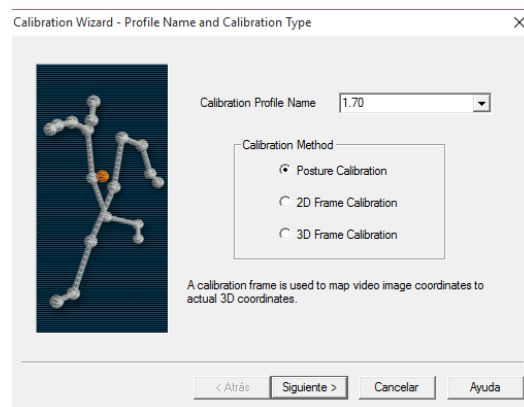 Calibration Wizard - Profile Name and Calibration Type
Calibration Profile Name 1.70
Calibration Method
Posture Calibration
2D Frame Calibration
3D Frame Calibration
A calibration frame is used to map video image coordinates to
actual 3D coordinates.
< Atrás Siguiente > Cancelar Ayuda